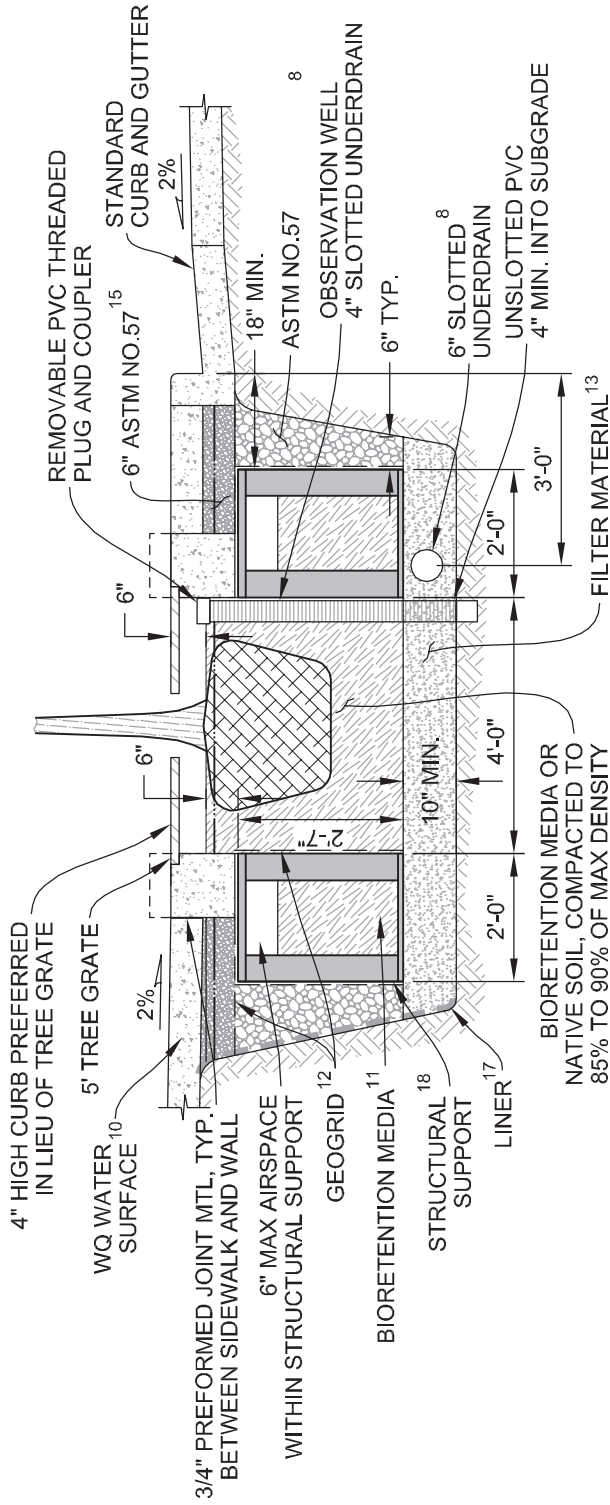 4" HIGH CURB PREFERRED
IN LIEU OF TREE GRATE
5' TREE GRATE
WQ WATER
SURFACE 10
2%
3/4" PREFORMED JOINT MTL, TYP.
BETWEEN SIDEWALK AND WALL
6" MAX AIRSPACE
WITHIN STRUCTURAL SUPPORT
GEOGRID 12
BIORETENTION MEDIA 11
STRUCTURAL 18
SUPPORT
LINER 17
BIORETENTION MEDIA OR
NATIVE SOIL, COMPACTED TO
85% TO 90% OF MAX DENSITY
6"
6"
2'-7"
10" MIN.
2'-0"
4'-0"
2'-0"
3'-0"
REMOVABLE PVC THREADED
PLUG AND COUPLER
6" ASTM NO.57 15
STANDARD
CURB AND GUTTER
2%
18" MIN.
ASTM NO.57
OBSERVATION WELL 8
4" SLOTTED UNDERDRAIN
6" TYP.
6" SLOTTED 8
UNDERDRAIN
UNSLOTTED PVC
4" MIN. INTO SUBGRADE
FILTER MATERIAL 13